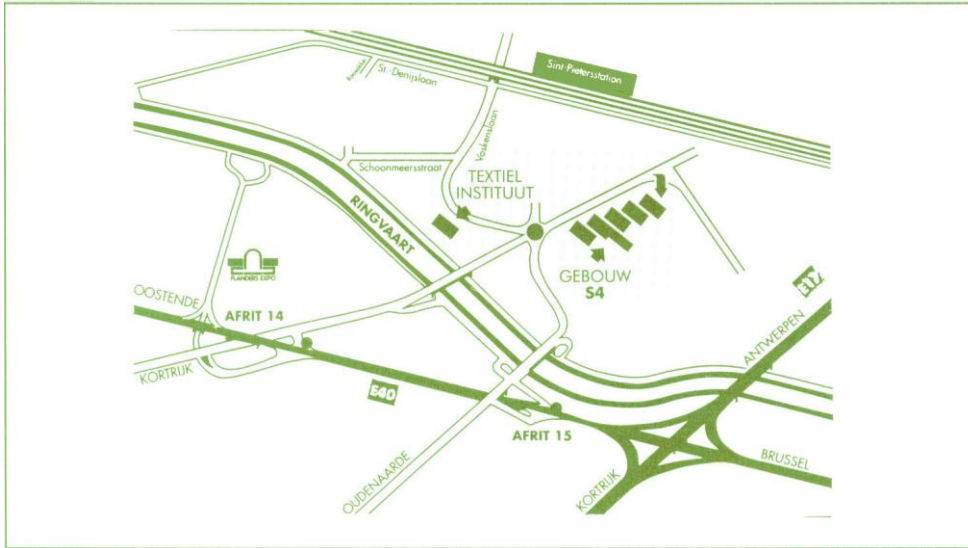 Sint-Pietersstation
St.-Denijslaan
Voskenslaan
Schoonmeersstraat
TEXTIEL
INSTITUUT
RINGVAART
GEBOUW
S4
FLANDERS EXPO
OOSTENDE
AFRIT 14
KORTRIJK
E40
ANTWERPEN
AFRIT 15
OUDENAARDE
KORTRIJK
BRUSSEL